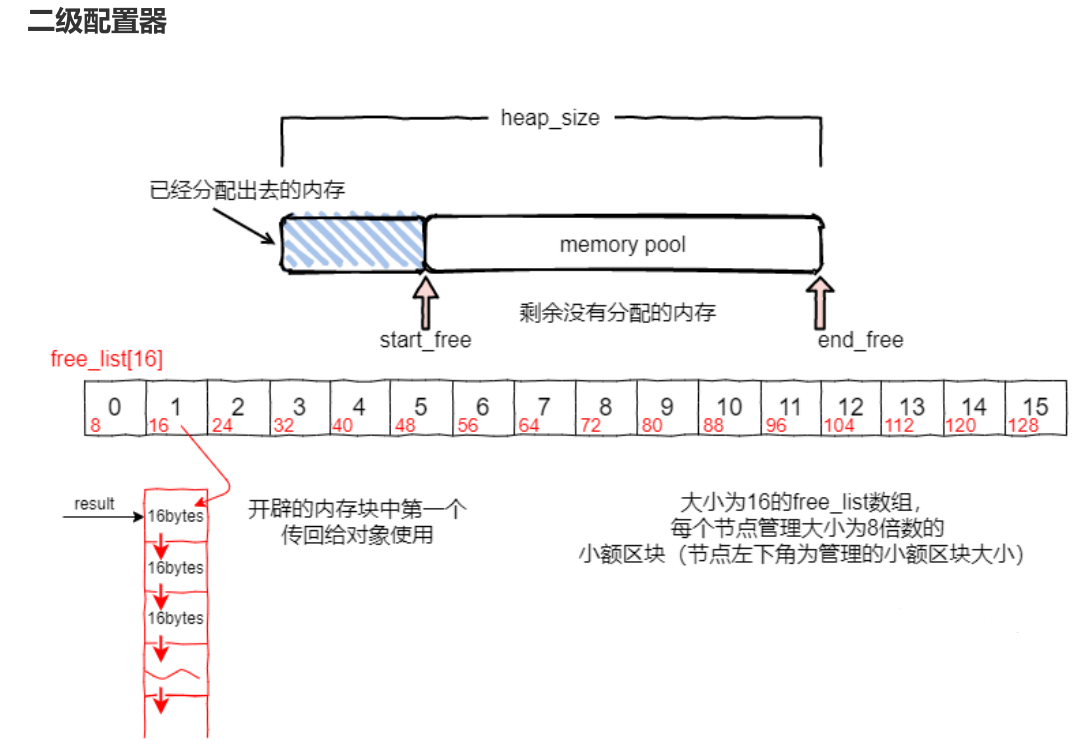 二级配置器
heap_size
已经分配出去的内存
memory pool
剩余没有分配的内存
start_free
end_free
free_list[16]
0 1 2 3 4 5 6 7 8 9 10 11 12 13 14 15
8 16 24 32 40 48 56 64 72 80 88 96 104 112 120 128
result
16bytes
16bytes
16bytes
开辟的内存块中第一个
传回给对象使用
大小为16的free_list数组，
每个节点管理大小为8倍数的
小额区块（节点左下角为管理的小额区块大小）